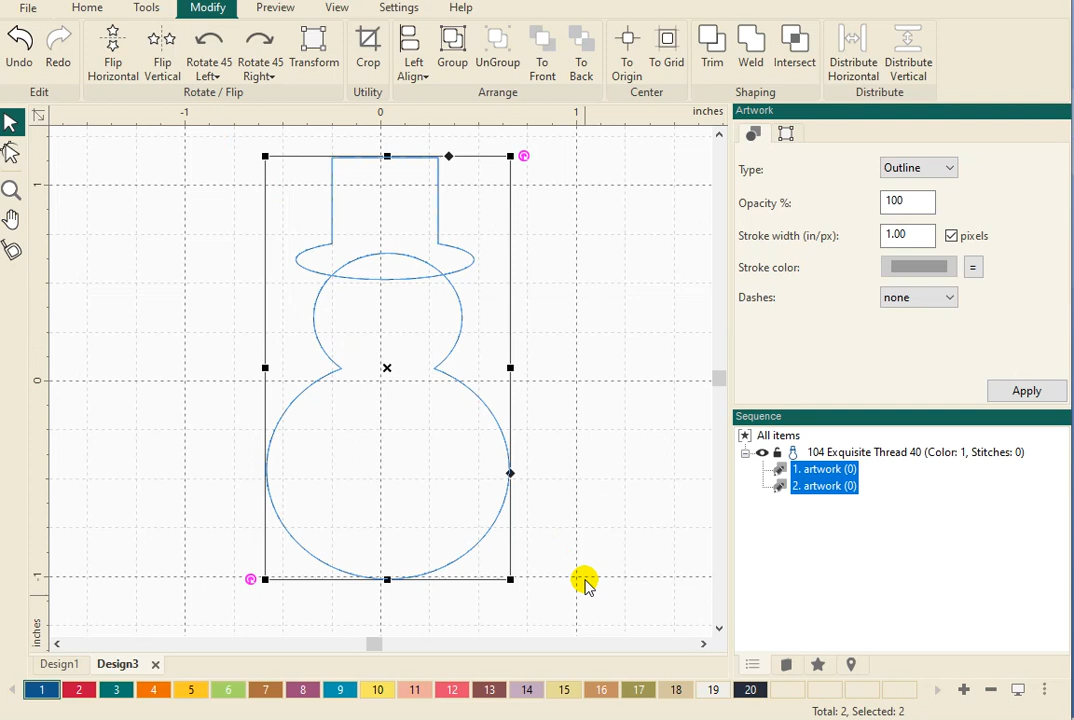 File Home Tools Modify Preview View Settings Help
Undo Redo Flip Horizontal Flip Vertical Rotate 45 Left Rotate 45 Right Transform Crop Left Align Group UnGroup To Front To Back To Origin To Grid Trim Weld Intersect Distribute Horizontal Distribute Vertical
Edit Rotate / Flip Utility Arrange Center Shaping Distribute
-1 0 1 inches
1
0
-1
inches
Artwork
Type: Outline
Opacity %: 100
Stroke width (in/px): 1.00 pixels
Stroke color: =
Dashes: none
Apply
Sequence
All items
104 Exquisite Thread 40 (Color: 1, Stitches: 0)
1. artwork (0)
2. artwork (0)
Design1 Design3
1 2 3 4 5 6 7 8 9 10 11 12 13 14 15 16 17 18 19 20
Total: 2, Selected: 2